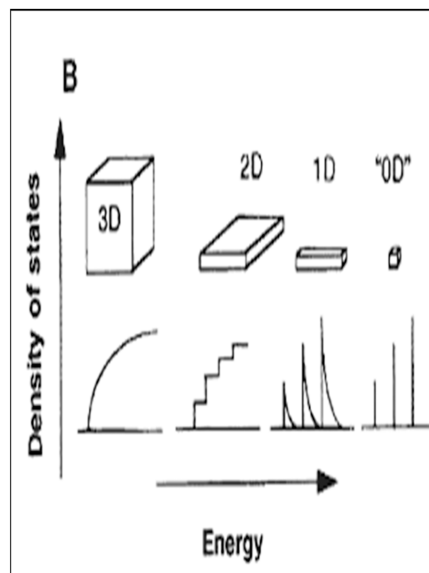 B
2D 1D "0D"
3D
Density of states
Energy